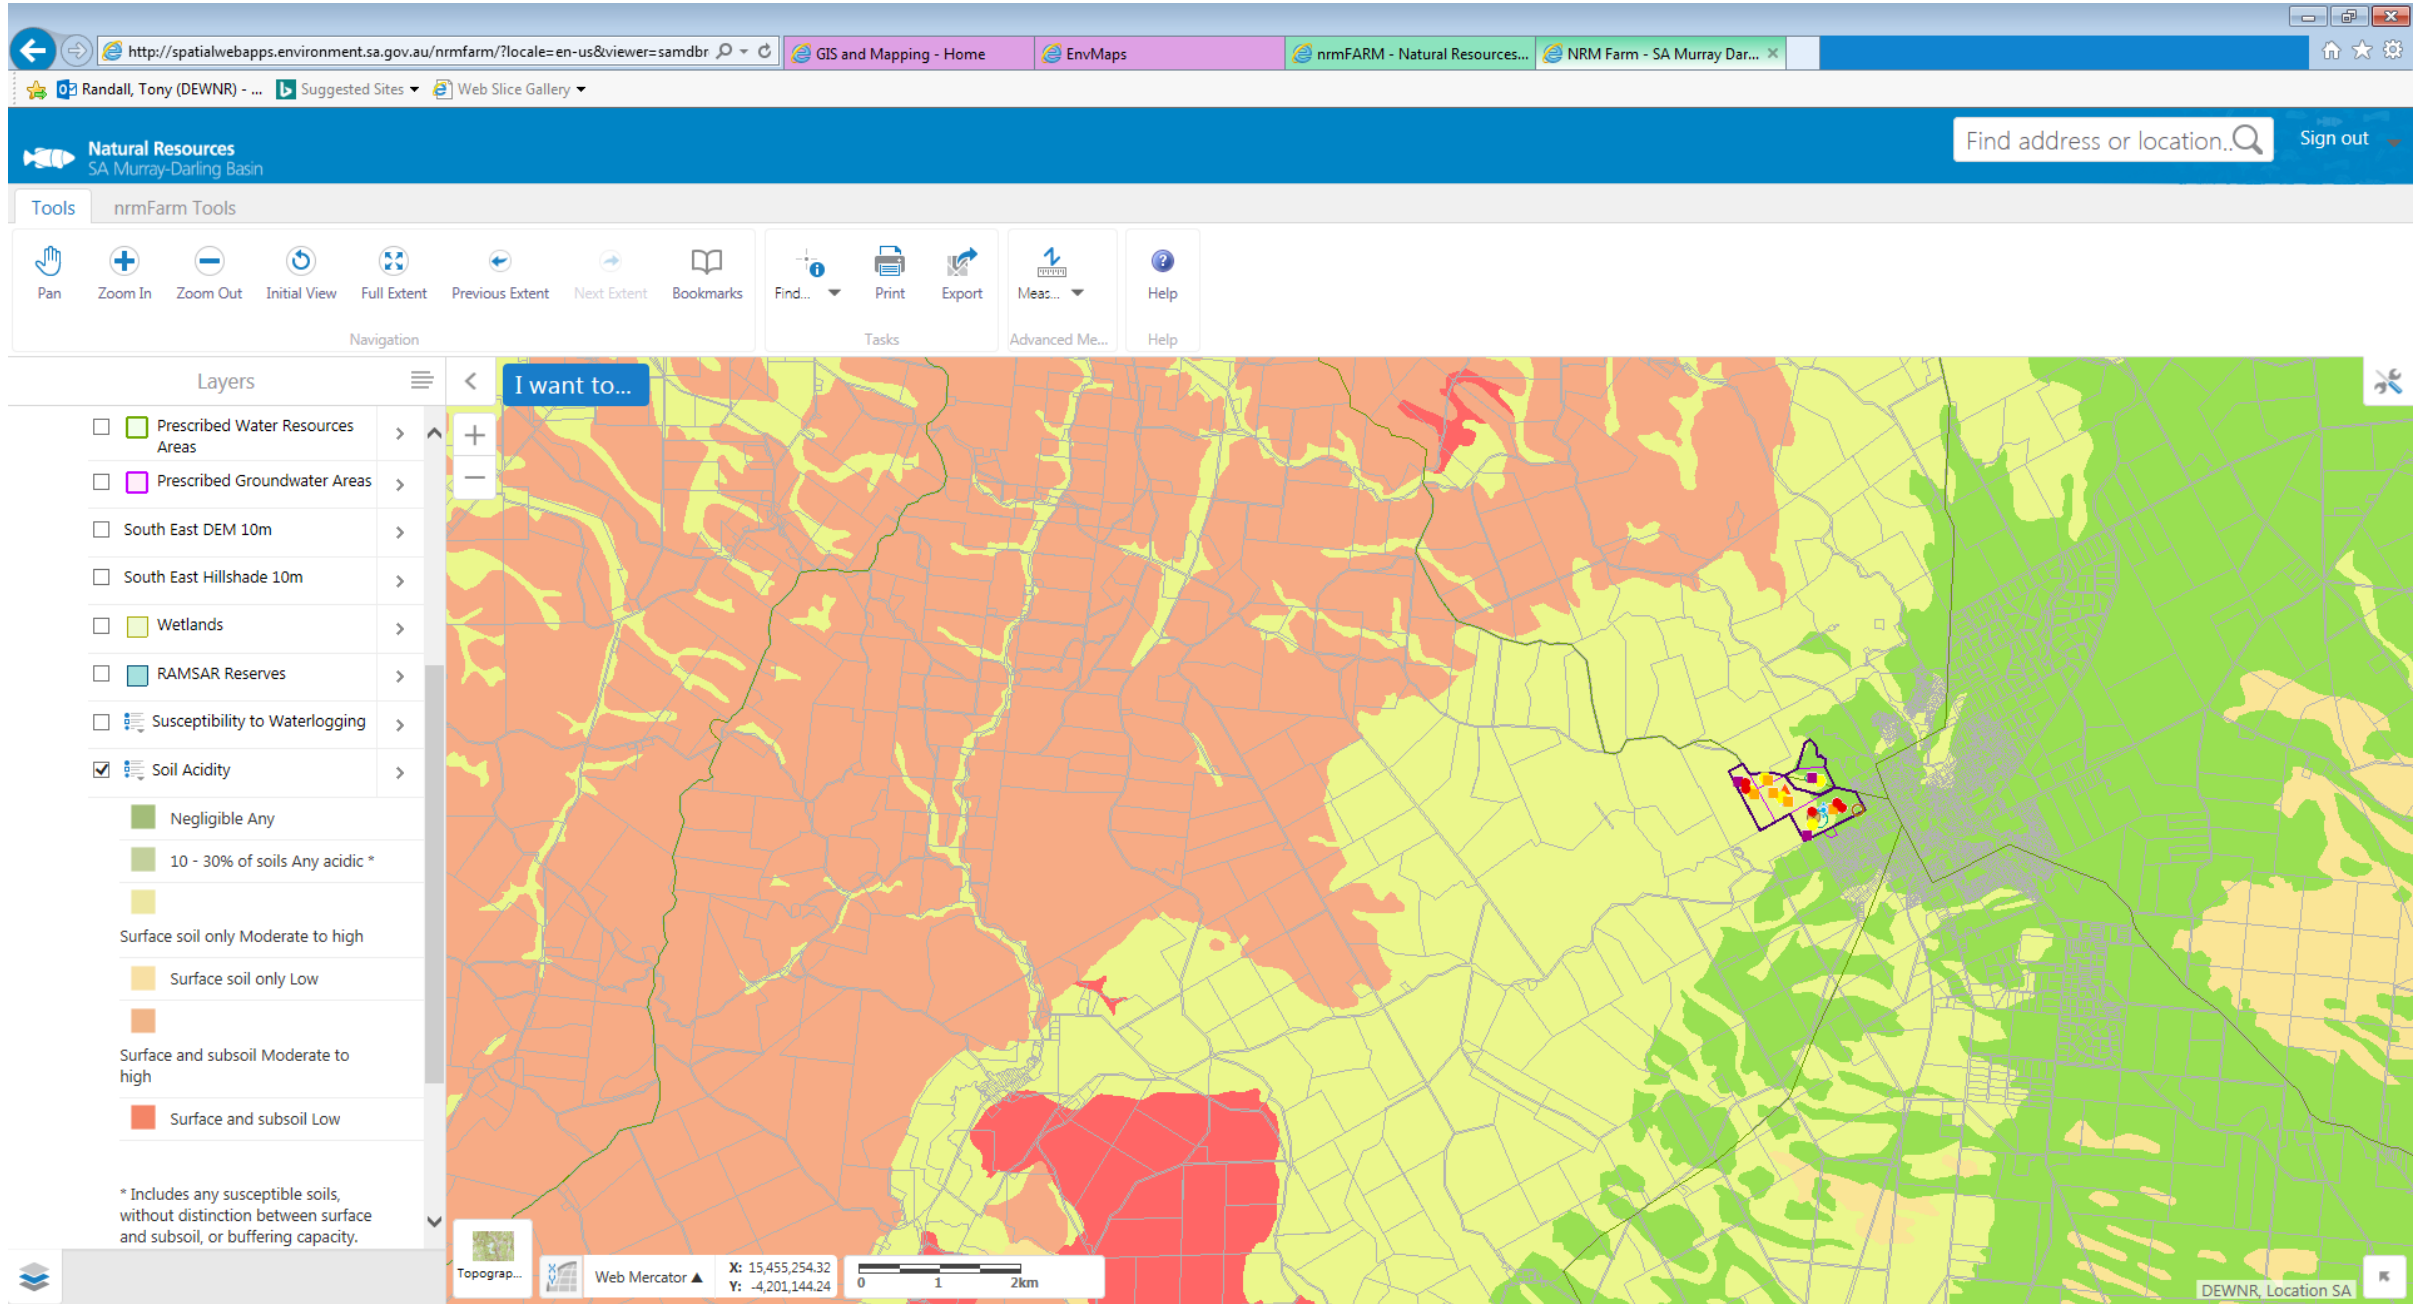 http://spatialwebapps.environment.sa.gov.au/nrmfarm/?locale=en-us&viewer=samdbr
GIS and Mapping - Home
EnvMaps
nrmFARM - Natural Resources...
NRM Farm - SA Murray Dar...
Randall, Tony (DEWNR) - ...
Suggested Sites
Web Slice Gallery
Natural Resources
SA Murray-Darling Basin
Find address or location..
Sign out
Tools
nrmFarm Tools
Pan
Zoom In
Zoom Out
Initial View
Full Extent
Previous Extent
Next Extent
Bookmarks
Find...
Print
Export
Meas...
Help
Navigation
Tasks
Advanced Me...
Help
Layers
I want to...
Prescribed Water Resources
Areas
Prescribed Groundwater Areas
South East DEM 10m
South East Hillshade 10m
Wetlands
RAMSAR Reserves
Susceptibility to Waterlogging
Soil Acidity
Negligible Any
10 - 30% of soils Any acidic *
Surface soil only Moderate to high
Surface soil only Low
Surface and subsoil Moderate to
high
Surface and subsoil Low
* Includes any susceptible soils,
without distinction between surface
and subsoil, or buffering capacity.
Topograp...
Web Mercator
X: 15,455,254.32
Y: -4,201,144.24
0 1 2km
DEWNR, Location SA